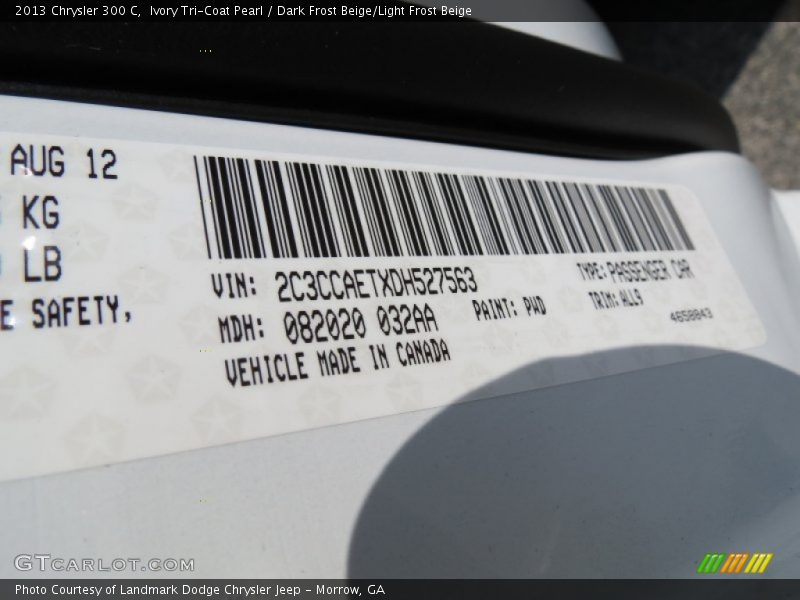 2013 Chrysler 300 C, Ivory Tri-Coat Pearl / Dark Frost Beige/Light Frost Beige
AUG 12
KG
LB
E SAFETY,
VIN: 2C3CCAETXDH527563
TYPE: PASSENGER CAR
MDH: 082020 032AA
PAINT: PWD
TRIM: ALL9
VEHICLE MADE IN CANADA
4658843
GTCARLOT.COM
Photo Courtesy of Landmark Dodge Chrysler Jeep - Morrow, GA